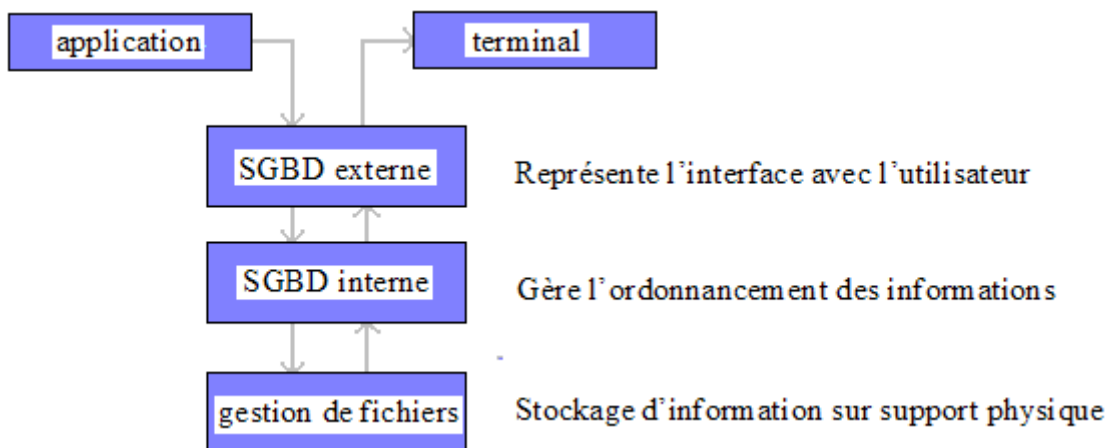 application
terminal
SGBD externe
Représente l'interface avec l'utilisateur
SGBD interne
Gère l'ordonnancement des informations
gestion de fichiers
Stockage d'information sur support physique